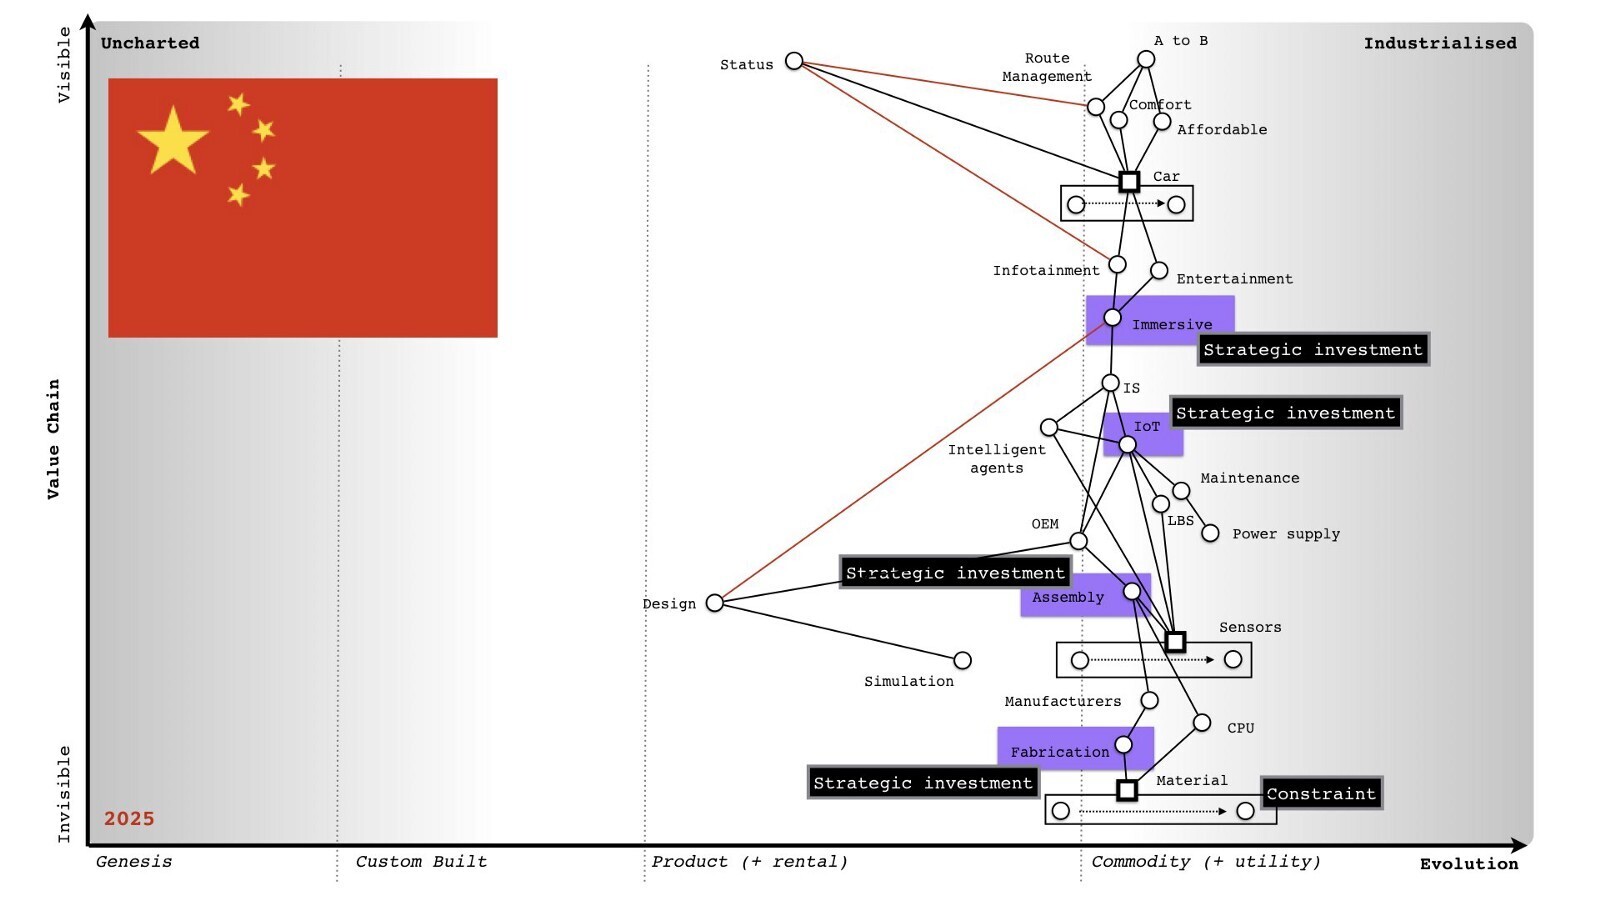 Uncharted
Industrialised
Visible
Value Chain
Invisible
Status
Route
Management
A to B
Comfort
Affordable
Car
Infotainment
Entertainment
Immersive
Strategic investment
IS
Strategic investment
IoT
Intelligent
agents
Maintenance
OEM
LBS
Power supply
Strategic investment
Assembly
Design
Sensors
Simulation
Manufacturers
CPU
Fabrication
Strategic investment
Material
Constraint
2025
Genesis
Custom Built
Product (+ rental)
Commodity (+ utility)
Evolution